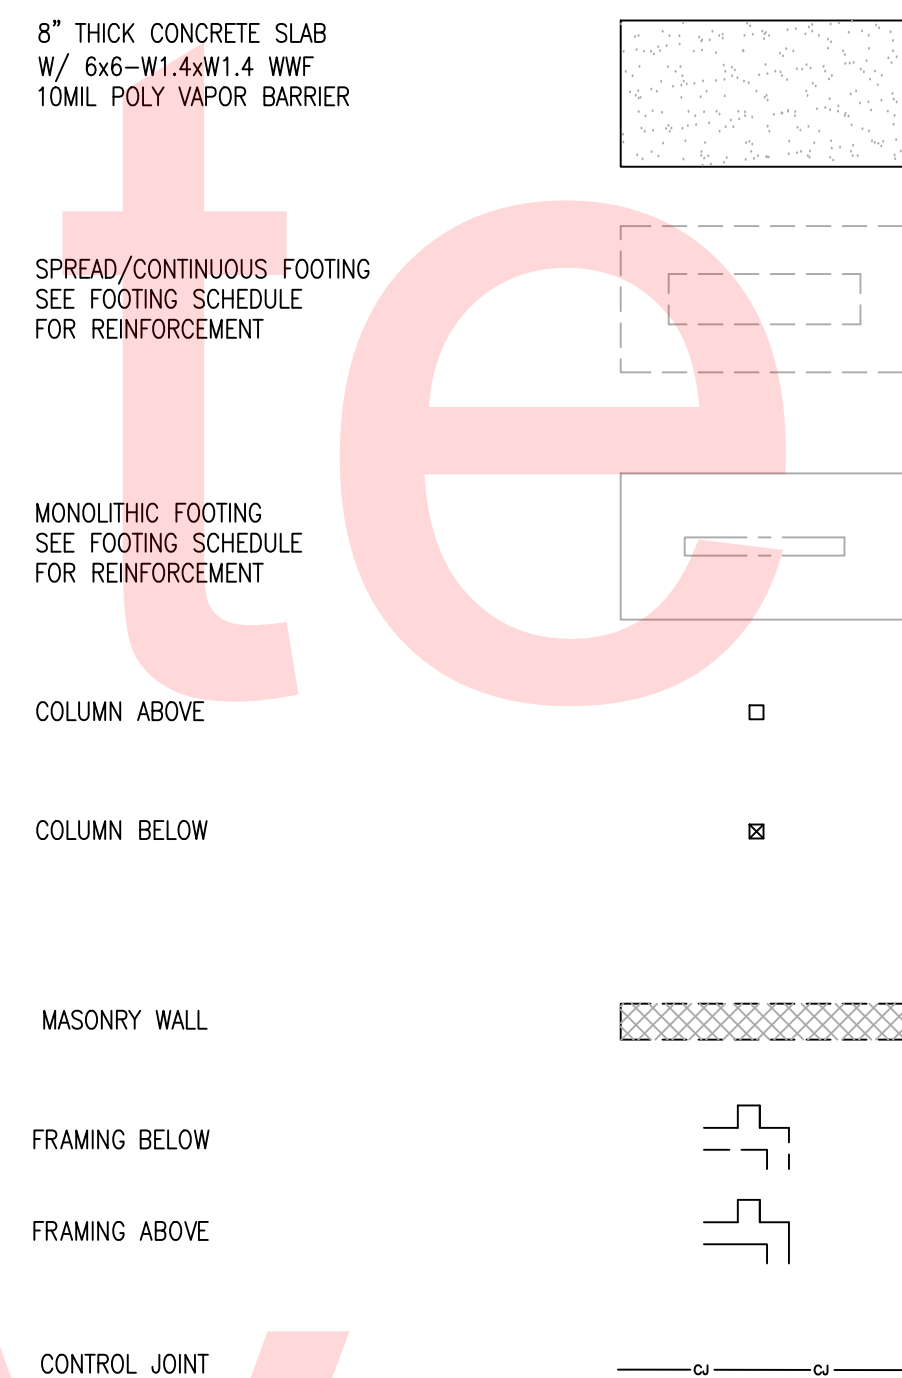 8” THICK CONCRETE SLAB
W/ 6x6-W1.4xW1.4 WWF
10MIL POLY VAPOR BARRIER
SPREAD/CONTINUOUS FOOTING
SEE FOOTING SCHEDULE
FOR REINFORCEMENT
MONOLITHIC FOOTING
SEE FOOTING SCHEDULE
FOR REINFORCEMENT
COLUMN ABOVE
COLUMN BELOW
MASONRY WALL
FRAMING BELOW
FRAMING ABOVE
CONTROL JOINT
CJ CJ
te